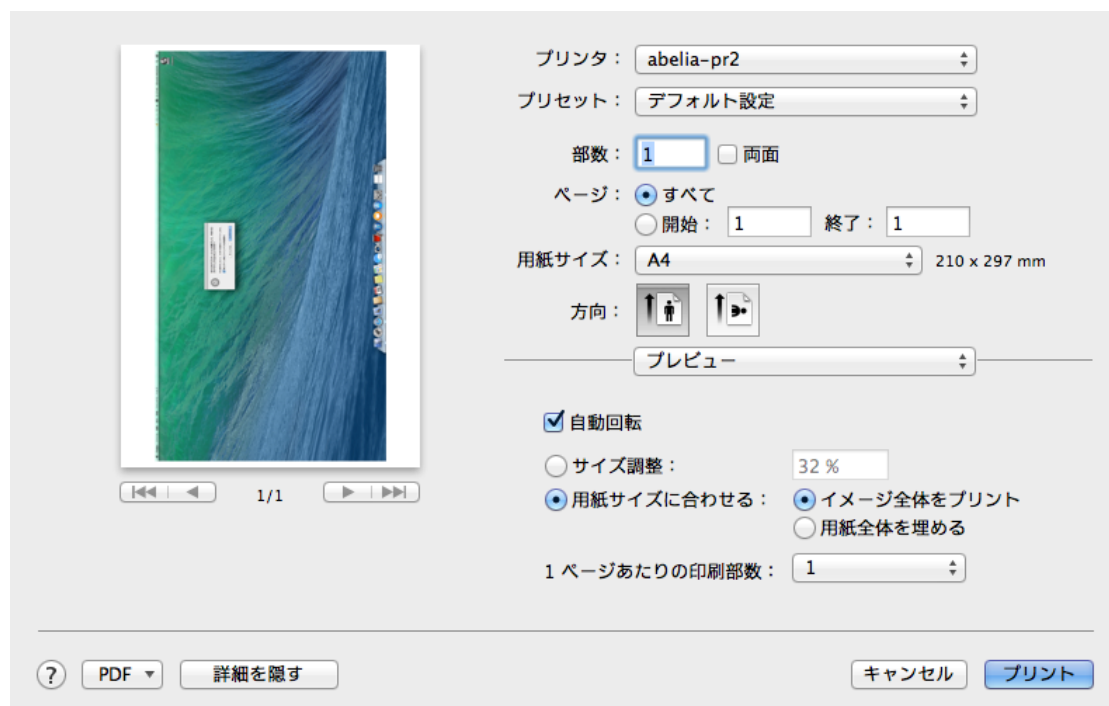 プリンタ： abelia-pr2
プリセット： デフォルト設定
部数： 1 両面
ページ： すべて
開始： 1 終了： 1
用紙サイズ： A4 210 x 297 mm
方向：
プレビュー
自動回転
サイズ調整： 32 %
用紙サイズに合わせる： イメージ全体をプリント
用紙全体を埋める
1 ページあたりの印刷部数： 1
1/1
? PDF 詳細を隠す キャンセル プリント